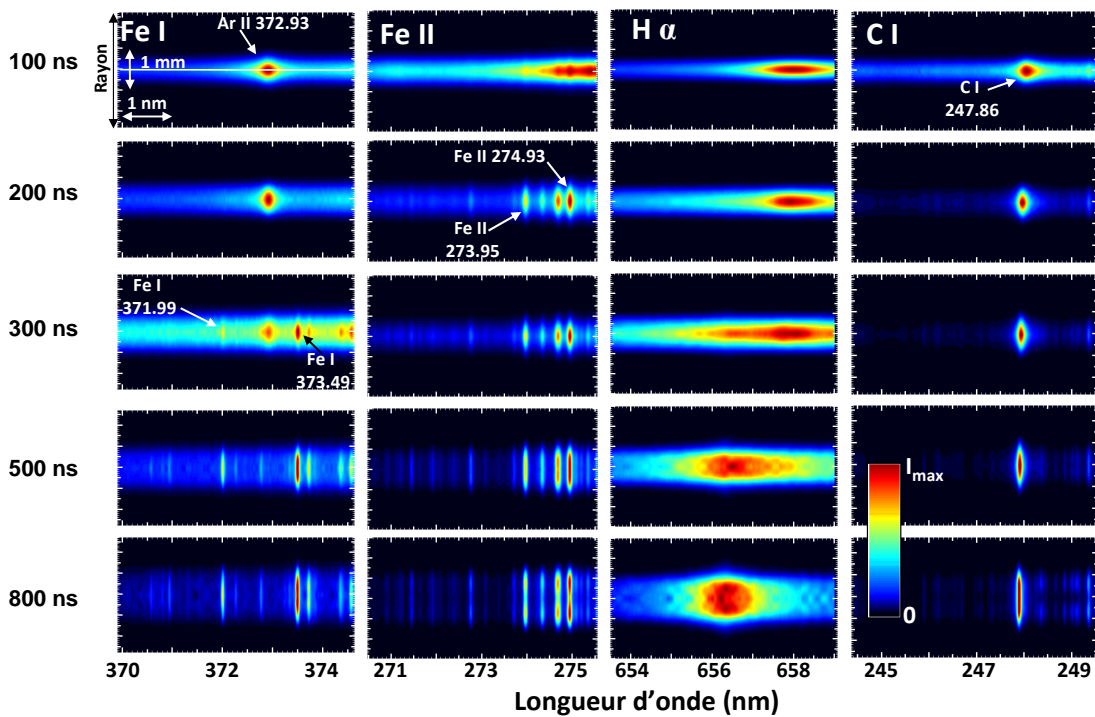 Fe I
Fe II
H α
C I
Ar II 372.93
100 ns
Rayon
1 mm
1 nm
C I
247.86
200 ns
Fe II 274.93
Fe II
273.95
300 ns
Fe I
371.99
Fe I
373.49
500 ns
Imax
0
800 ns
370 372 374
271 273 275
654 656 658
245 247 249
Longueur d'onde (nm)